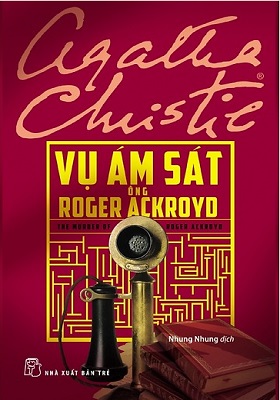 Agatha
Christie®
VỤ ÁM SÁT
ÔNG
ROGER ACKROYD
THE MURDER OF ROGER ACKROYD
Nhung Nhung dịch
NHÀ XUẤT BẢN TRẺ